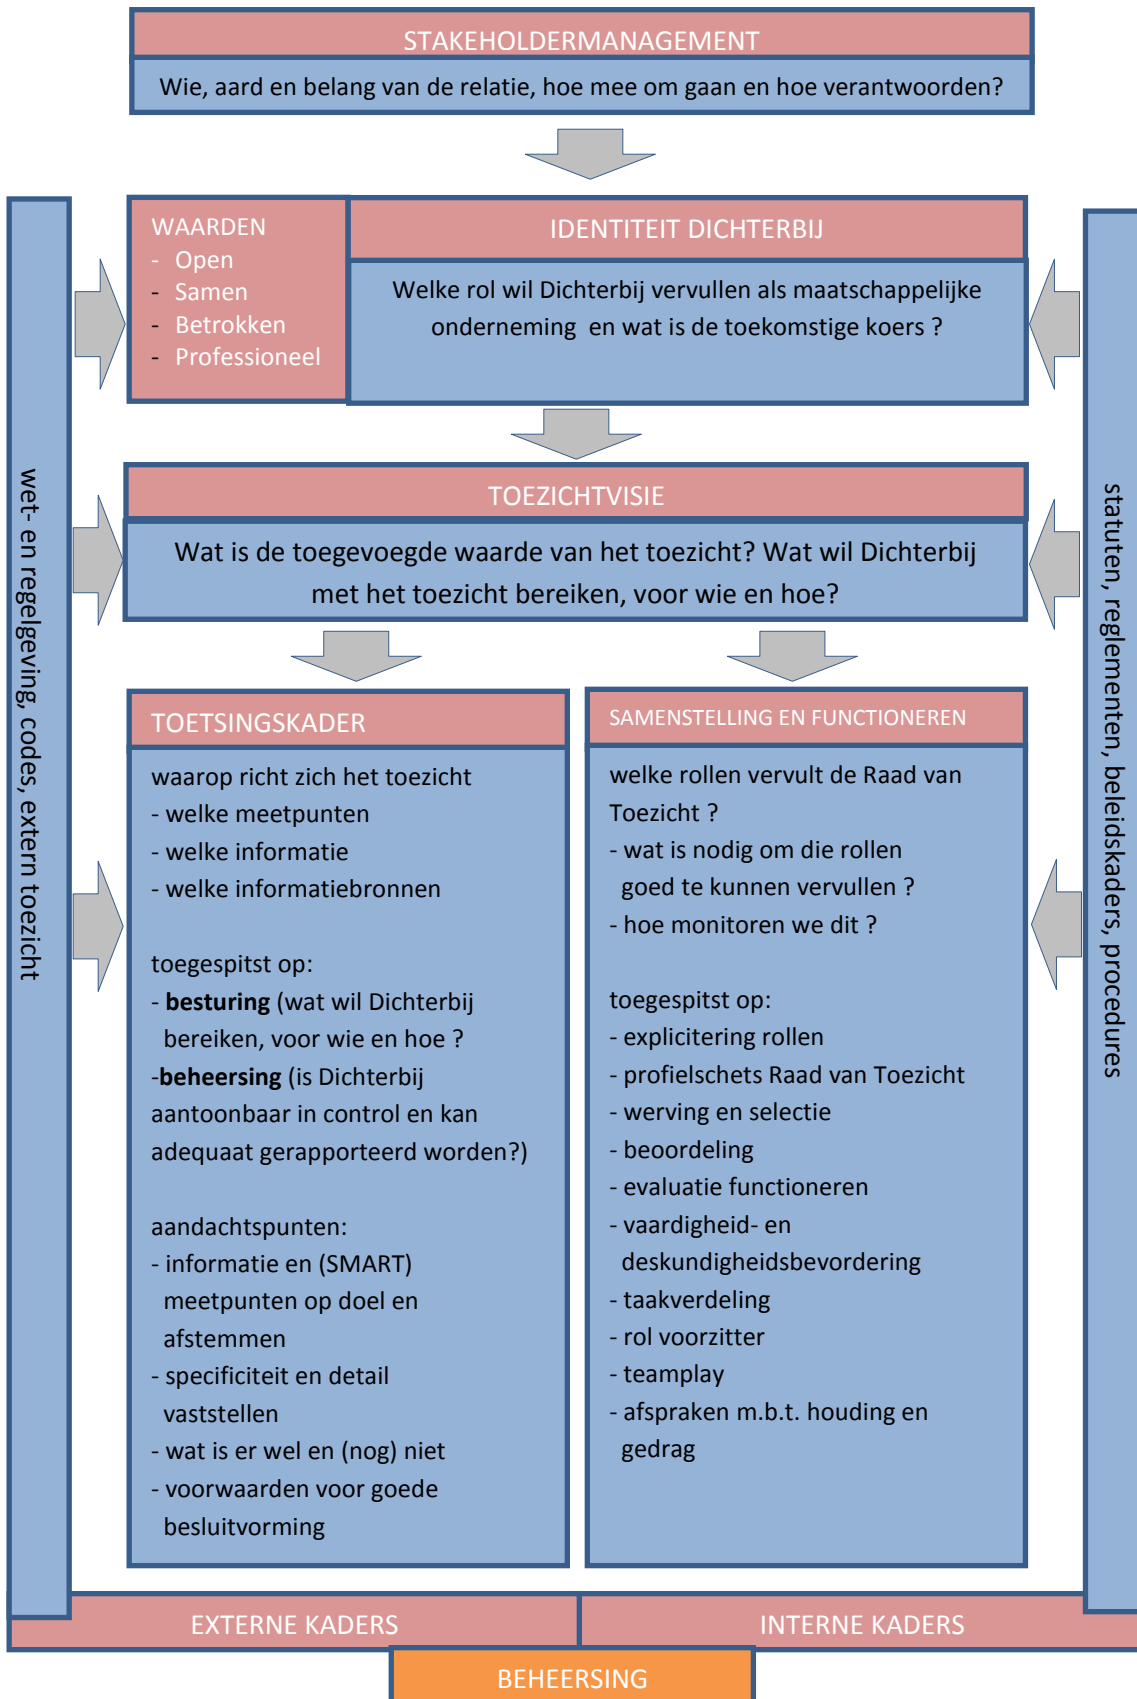 STAKEHOLDERMANAGEMENT
Wie, aard en belang van de relatie, hoe mee om gaan en hoe verantwoorden?
WAARDEN
- Open
- Samen
- Betrokken
- Professioneel
IDENTITEIT DICHTERBIJ
Welke rol wil Dichterbij vervullen als maatschappelijke
onderneming en wat is de toekomstige koers ?
TOEZICHTVISIE
Wat is de toegevoegde waarde van het toezicht? Wat wil Dichterbij
met het toezicht bereiken, voor wie en hoe?
wet- en regelgeving, codes, extern toezicht
TOETSINGSKADER
waarop richt zich het toezicht
- welke meetpunten
- welke informatie
- welke informatiebronnen
toegespitst op:
- besturing (wat wil Dichterbij
bereiken, voor wie en hoe ?
-beheersing (is Dichterbij
aantoonbaar in control en kan
adequaat gerapporteerd worden?)
aandachtspunten:
- informatie en (SMART)
meetpunten op doel en
afstemmen
- specificiteit en detail
vaststellen
- wat is er wel en (nog) niet
- voorwaarden voor goede
besluitvorming
SAMENSTELLING EN FUNCTIONEREN
welke rollen vervult de Raad van
Toezicht ?
- wat is nodig om die rollen
goed te kunnen vervullen ?
- hoe monitoren we dit ?
toegespitst op:
- explicitering rollen
- profielschets Raad van Toezicht
- werving en selectie
- beoordeling
- evaluatie functioneren
- vaardigheid- en
deskundigheidsbevordering
- taakverdeling
- rol voorzitter
- teamplay
- afspraken m.b.t. houding en
gedrag
statuten, reglementen, beleidskaders, procedures
EXTERNE KADERS
INTERNE KADERS
BEHEERSING